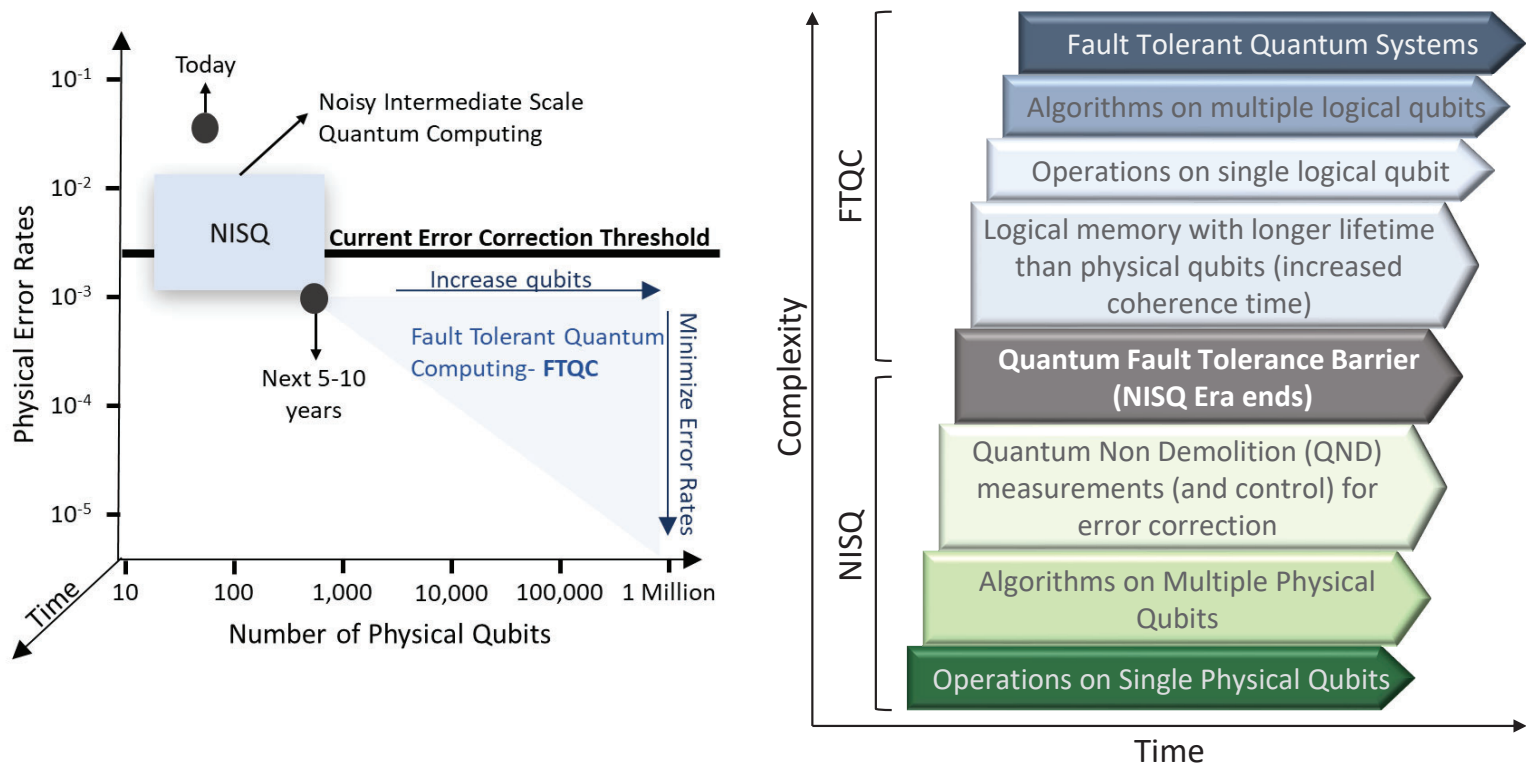 Physical Error Rates
10⁻¹
10⁻²
10⁻³
10⁻⁴
10⁻⁵
Today
Noisy Intermediate Scale
Quantum Computing
NISQ
Current Error Correction Threshold
Increase qubits
Fault Tolerant Quantum
Computing- FTQC
Minimize Error Rates
Next 5-10
years
Time
10
100
1,000
10,000
100,000
1 Million
Number of Physical Qubits
Complexity
FTQC
NISQ
Fault Tolerant Quantum Systems
Algorithms on multiple logical qubits
Operations on single logical qubit
Logical memory with longer lifetime
than physical qubits (increased
coherence time)
Quantum Fault Tolerance Barrier
(NISQ Era ends)
Quantum Non Demolition (QND)
measurements (and control) for
error correction
Algorithms on Multiple Physical
Qubits
Operations on Single Physical Qubits
Time